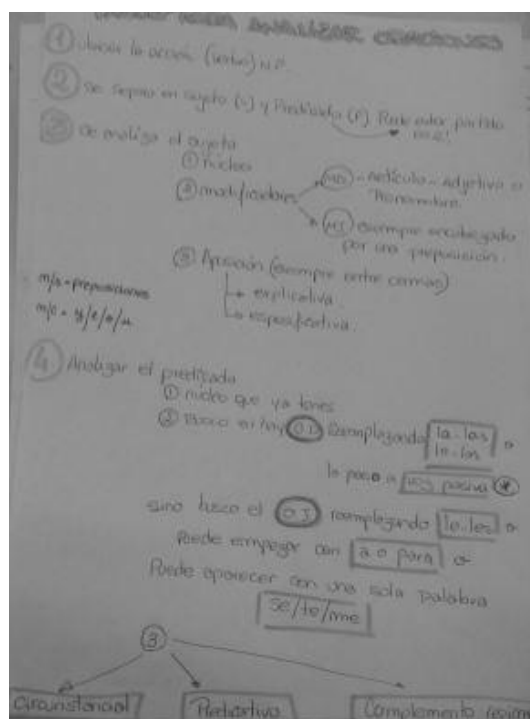 PARA ANALIZAR ORACIONES
① ubicar la acción (verbo) N.P.
② se separa en sujeto (S) y Predicado (P). Puede estar partido
en 2!
③ se analiza el sujeto
① núcleo
② modificadores
MD - artículo - adjetivo o
Pronombre.
MI siempre encabezado
por una preposición.
③ Aposición (siempre entre comas)
explicativa
especificativa
m/s = preposiciones
m/c = y/e/o/u
④ Analizar el predicado
① núcleo que ya tenes
② Busco si hay O.D Reemplazando la-las
lo-los o
lo paso a voz pasiva *
sino busco el O.I reemplazando le-les o
Puede empezar con a o para o
Puede aparecer con una sola palabra
se/te/me
③
Circunstancial Predicativo Complemento